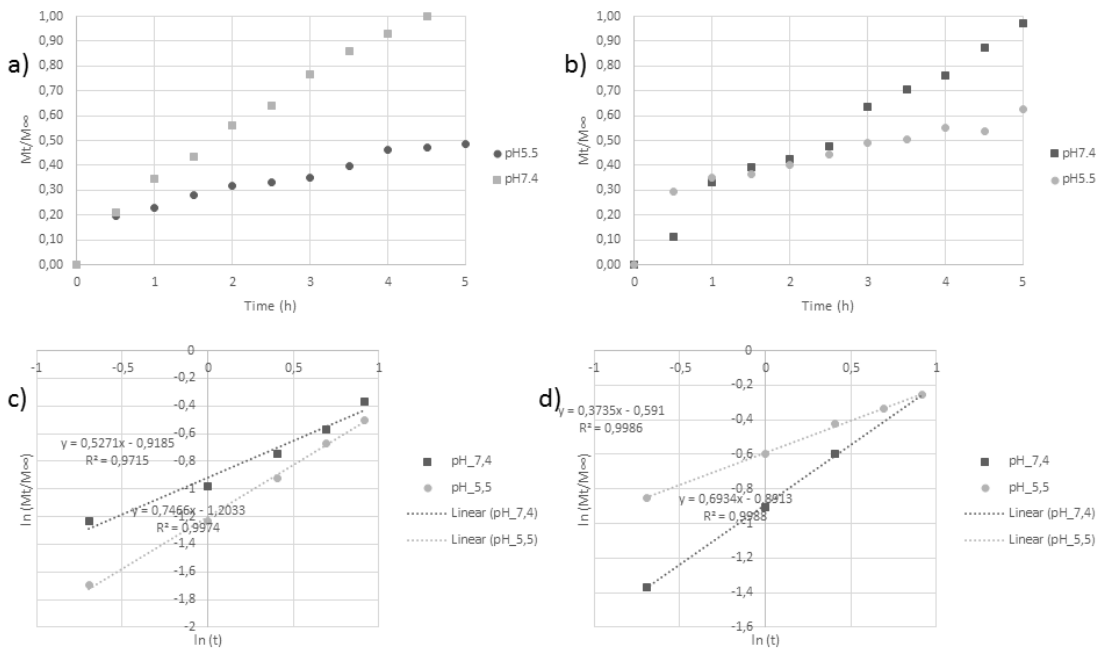 a)
1,00
0,90
0,80
0,70
0,60
0,50
0,40
0,30
0,20
0,10
0,00
Mt/M∞
0 1 2 3 4 5
Time (h)
pH5.5
pH7.4
b)
1,00
0,90
0,80
0,70
0,60
0,50
0,40
0,30
0,20
0,10
0,00
Mt/M∞
0 1 2 3 4 5
Time (h)
pH7.4
pH5.5
c)
-1 -0,5 0 0,5 1
-0,2
-0,4
-0,6
-0,8
-1
-1,2
-1,4
-1,6
-1,8
-2
ln (Mt/M∞)
ln (t)
y = 0,5271x - 0,9185
R² = 0,9715
y = 0,7466x - 1,2033
R² = 0,9974
pH_7,4
pH_5,5
Linear (pH_7,4)
Linear (pH_5,5)
d)
-1 -0,5 0 0,5 1
-0,2
-0,4
-0,6
-0,8
-1
-1,2
-1,4
-1,6
ln (Mt/M∞)
ln (t)
y = 0,3735x - 0,591
R² = 0,9986
y = 0,6934x - 0,8913
R² = 0,9988
pH_7,4
pH_5,5
Linear (pH_7,4)
Linear (pH_5,5)